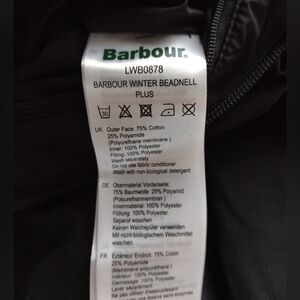 Barbour.
LWB0878
BARBOUR WINTER BEADNELL
PLUS
30
UK Outer Face: 75% Cotton
25% Polyamide
(Polyurethane membrane )
Inner: 100% Polyester
Filling: 100% Polyester
Wash separately
Do not use fabric conditioner
Wash with non-biological detergent
DE Obermaterial Vorderseite:
75% Baumwolle 25% Polyamid
(Polyurethanmembran )
Innenmaterial: 100% Polyester
Füllung: 100% Polyester
Separat waschen
Keinen Weichspüler verwenden
Mit nicht-biologischem Waschmittel
waschen
FR Extérieur Endroit: 75% Coton
25% Polyamide
(Membrane polyuréthane )
Intérieur: 100% Polyester
Garnissage: 100% Polyester
A laver séparément